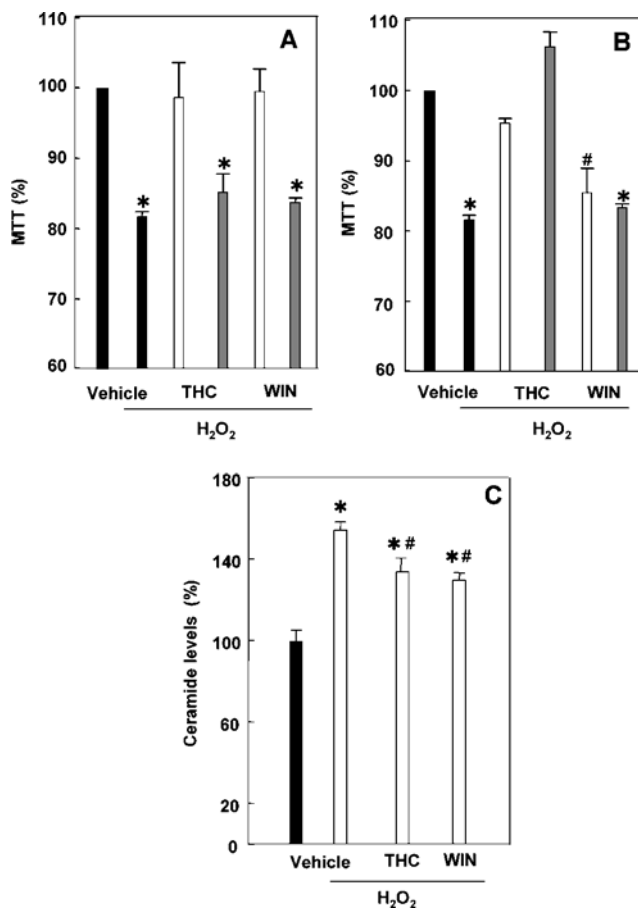 A
MTT (%)
100
90
80
70
60
*
*
*
Vehicle THC WIN
H₂O₂
B
MTT (%)
110
100
90
80
70
60
*
#
*
Vehicle THC WIN
H₂O₂
C
Ceramide levels (%)
180
140
100
60
20
0
*
*#
*#
Vehicle THC WIN
H₂O₂